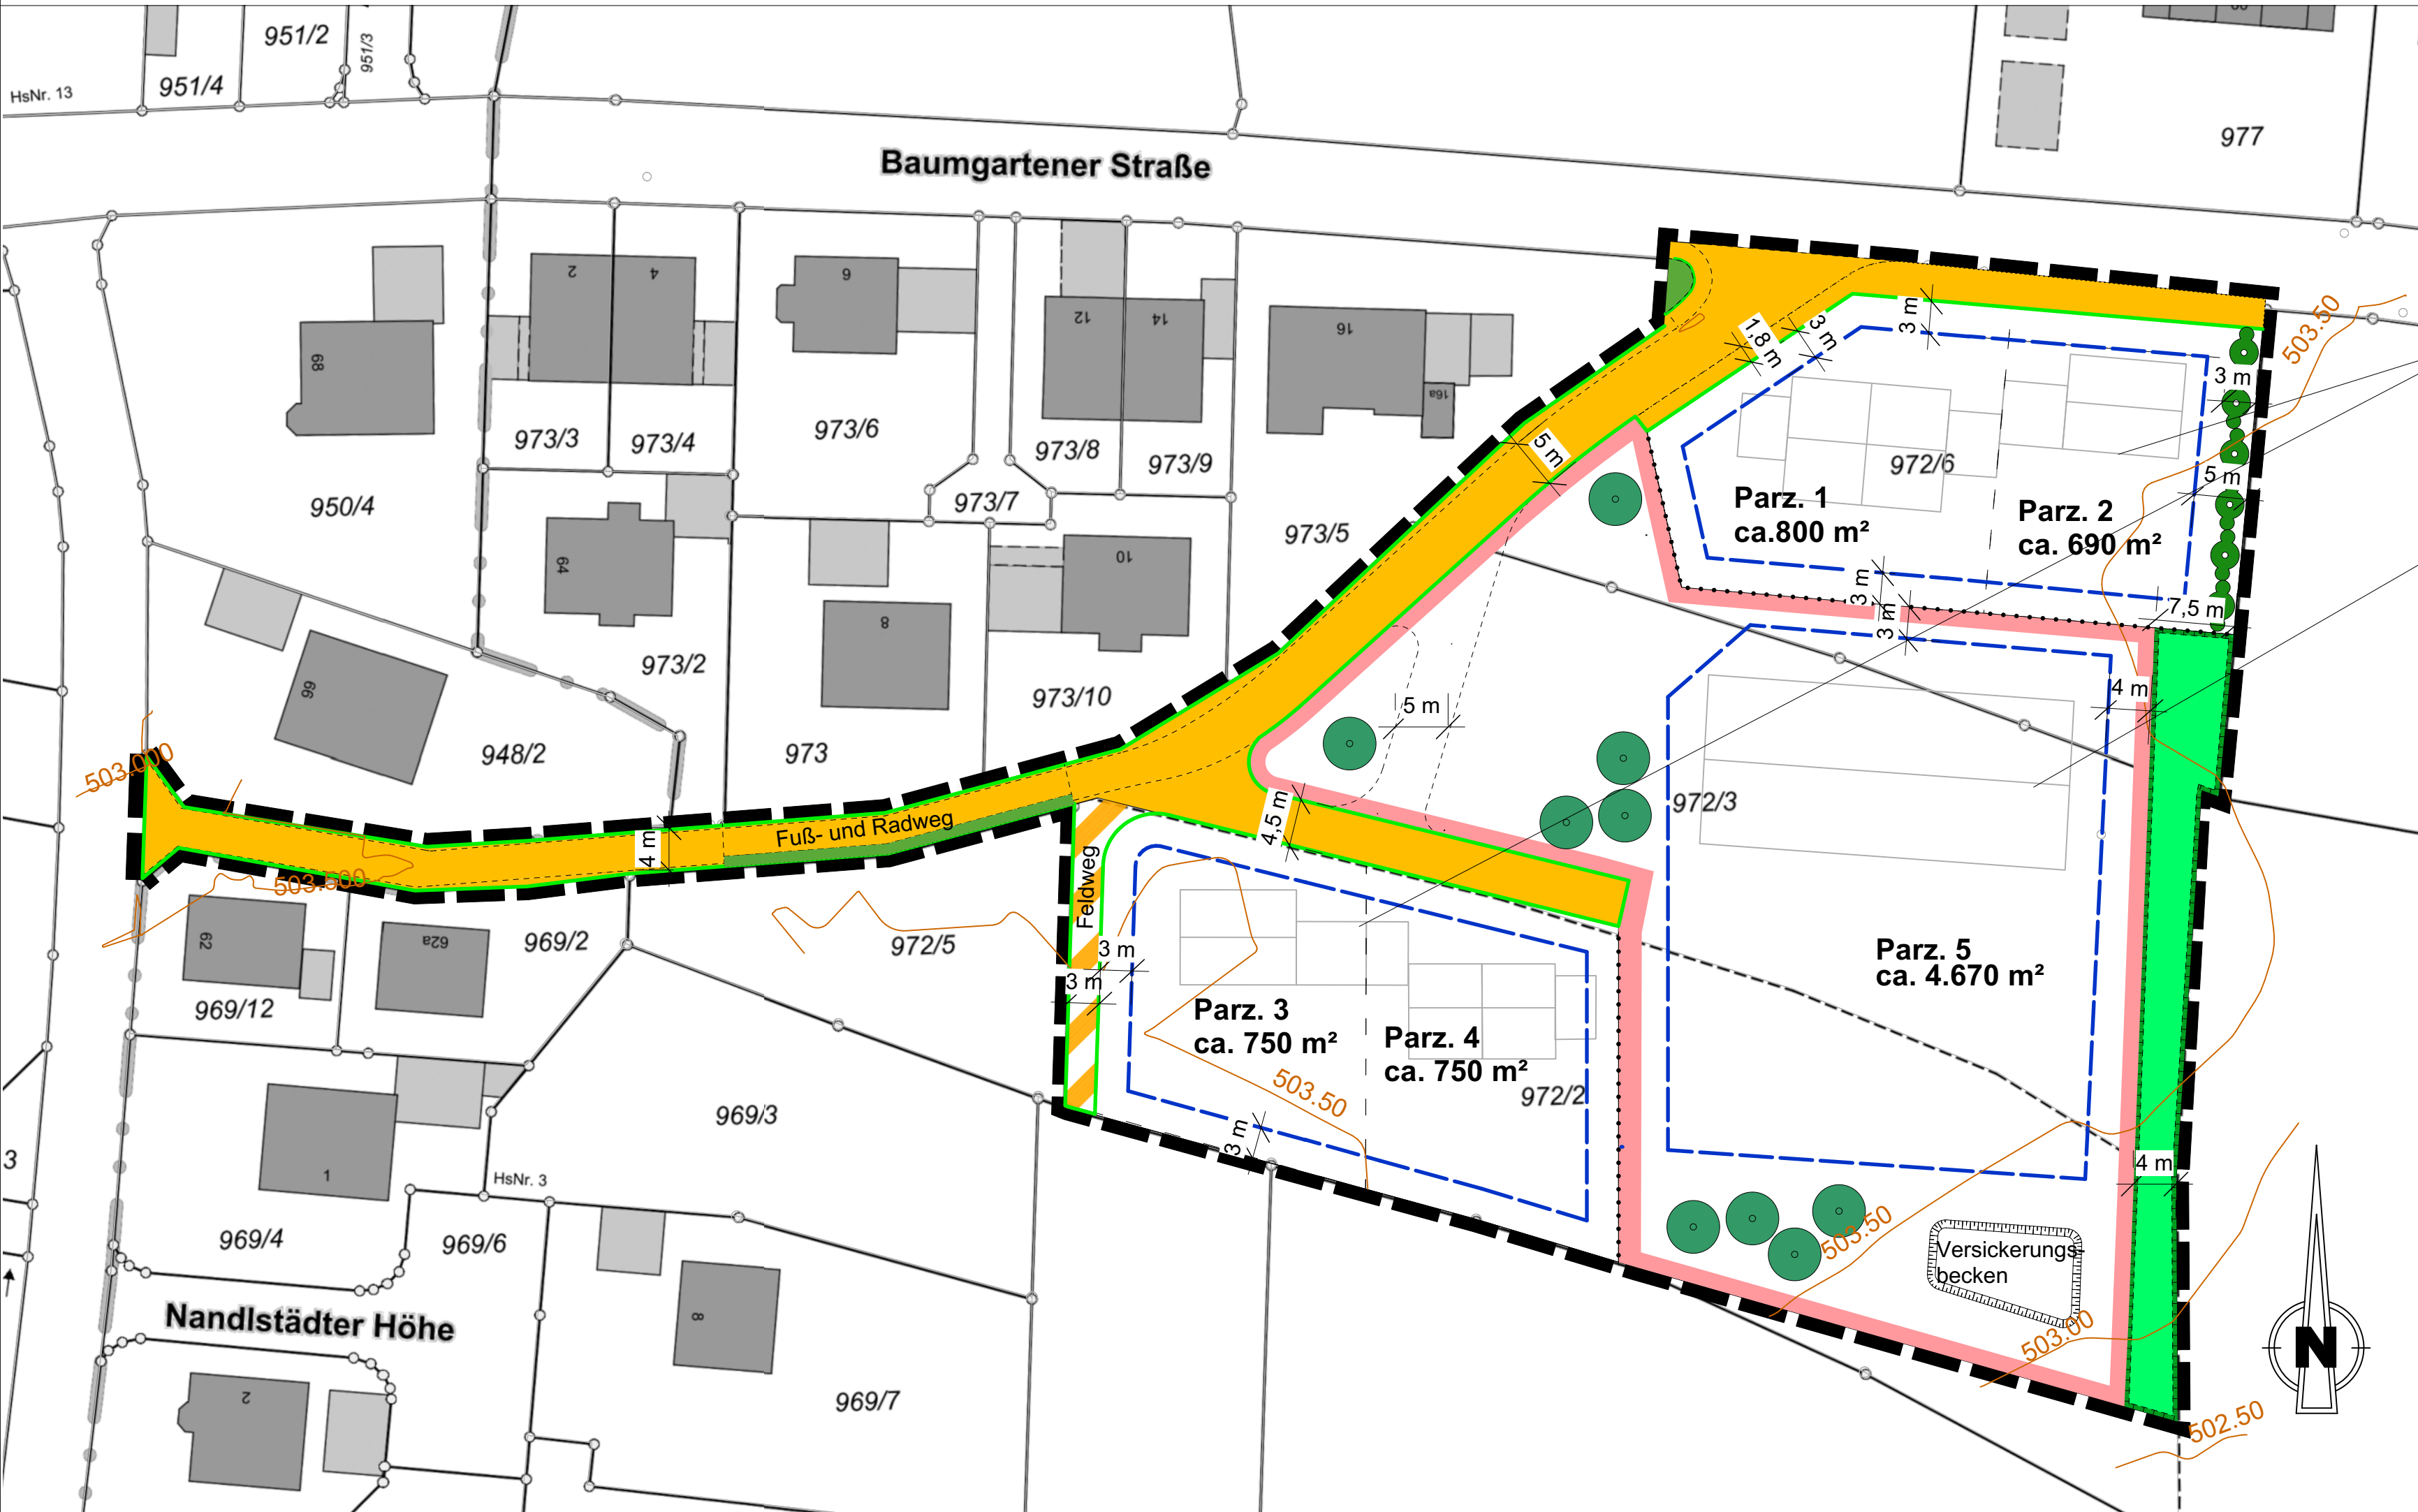 951/2
951/3
951/4
HsNr. 13
977
Baumgartener Straße
2
4
6
12
14
16
16a
68
973/3
973/4
973/6
973/8
973/9
973/7
973/5
950/4
64
10
8
66
973/2
973/10
948/2
973
1,8 m
3 m
3 m
3 m
5 m
5 m
972/6
Parz. 1
ca.800 m²
Parz. 2
ca. 690 m²
3 m
3 m
7,5 m
4 m
5 m
503.50
503.000
503.500
4 m
Fuß- und Radweg
4,5 m
972/3
Feldweg
3 m
3 m
62
62a
969/2
969/12
972/5
Parz. 3
ca. 750 m²
Parz. 4
ca. 750 m²
503.50
972/2
3 m
Parz. 5
ca. 4.670 m²
4 m
969/3
1
HsNr. 3
3
969/4
969/6
8
Nandlstädter Höhe
2
969/7
503.50
Versickerungs-
becken
503.00
502.50
N